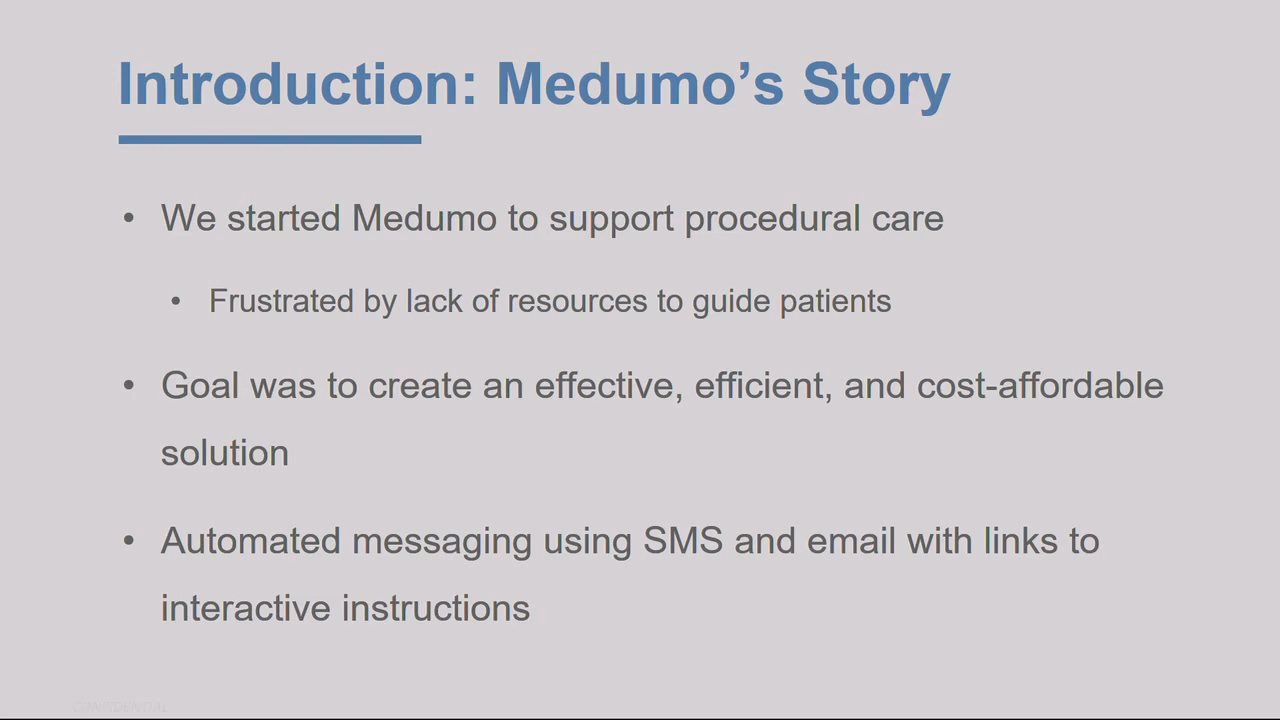 Introduction: Medumo’s Story
• We started Medumo to support procedural care
• Frustrated by lack of resources to guide patients
• Goal was to create an effective, efficient, and cost-affordable
solution
• Automated messaging using SMS and email with links to
interactive instructions
CONFIDENTIAL